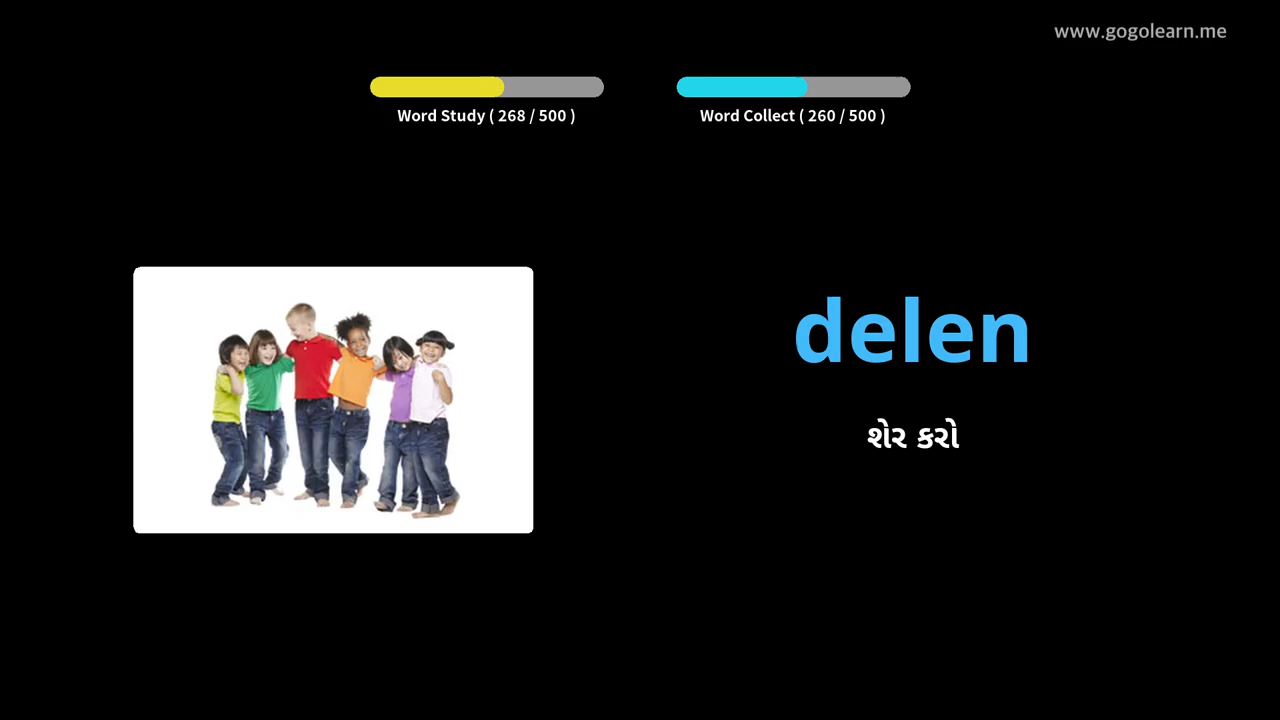 www.gogolearn.me
Word Study ( 268 / 500 )
Word Collect ( 260 / 500 )
delen
શેર કરો